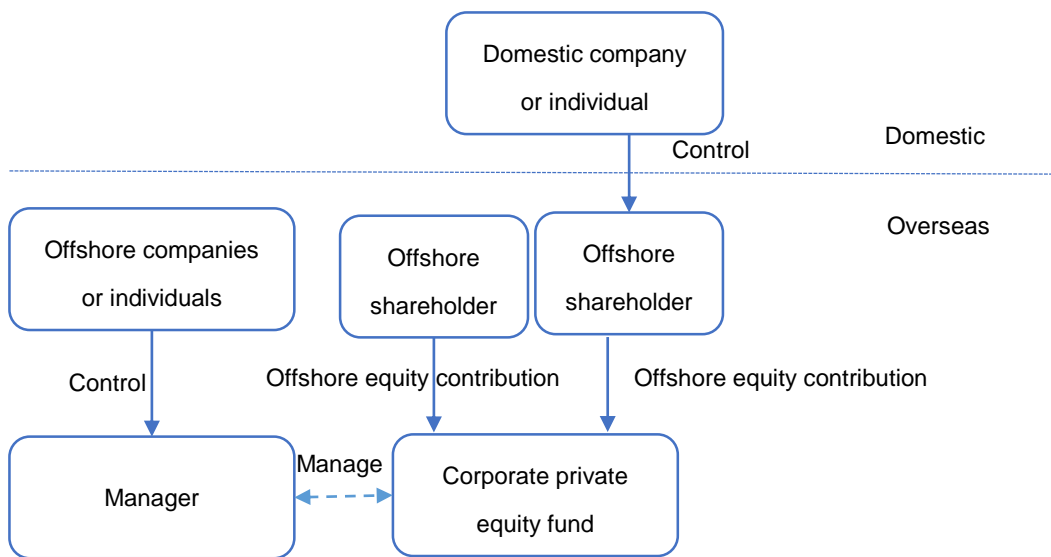 Domestic company
or individual
Control
Domestic
Overseas
Offshore companies
or individuals
Offshore
shareholder
Offshore
shareholder
Control
Offshore equity contribution
Offshore equity contribution
Manager
Manage
Corporate private
equity fund